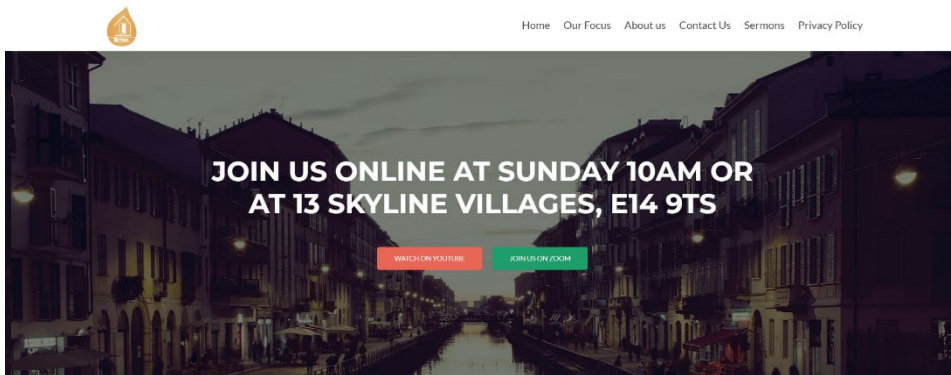 Home Our Focus About us Contact Us Sermons Privacy Policy
JOIN US ONLINE AT SUNDAY 10AM OR
AT 13 SKYLINE VILLAGES, E14 9TS
WATCH ON YOUTUBE JOIN US ON ZOOM